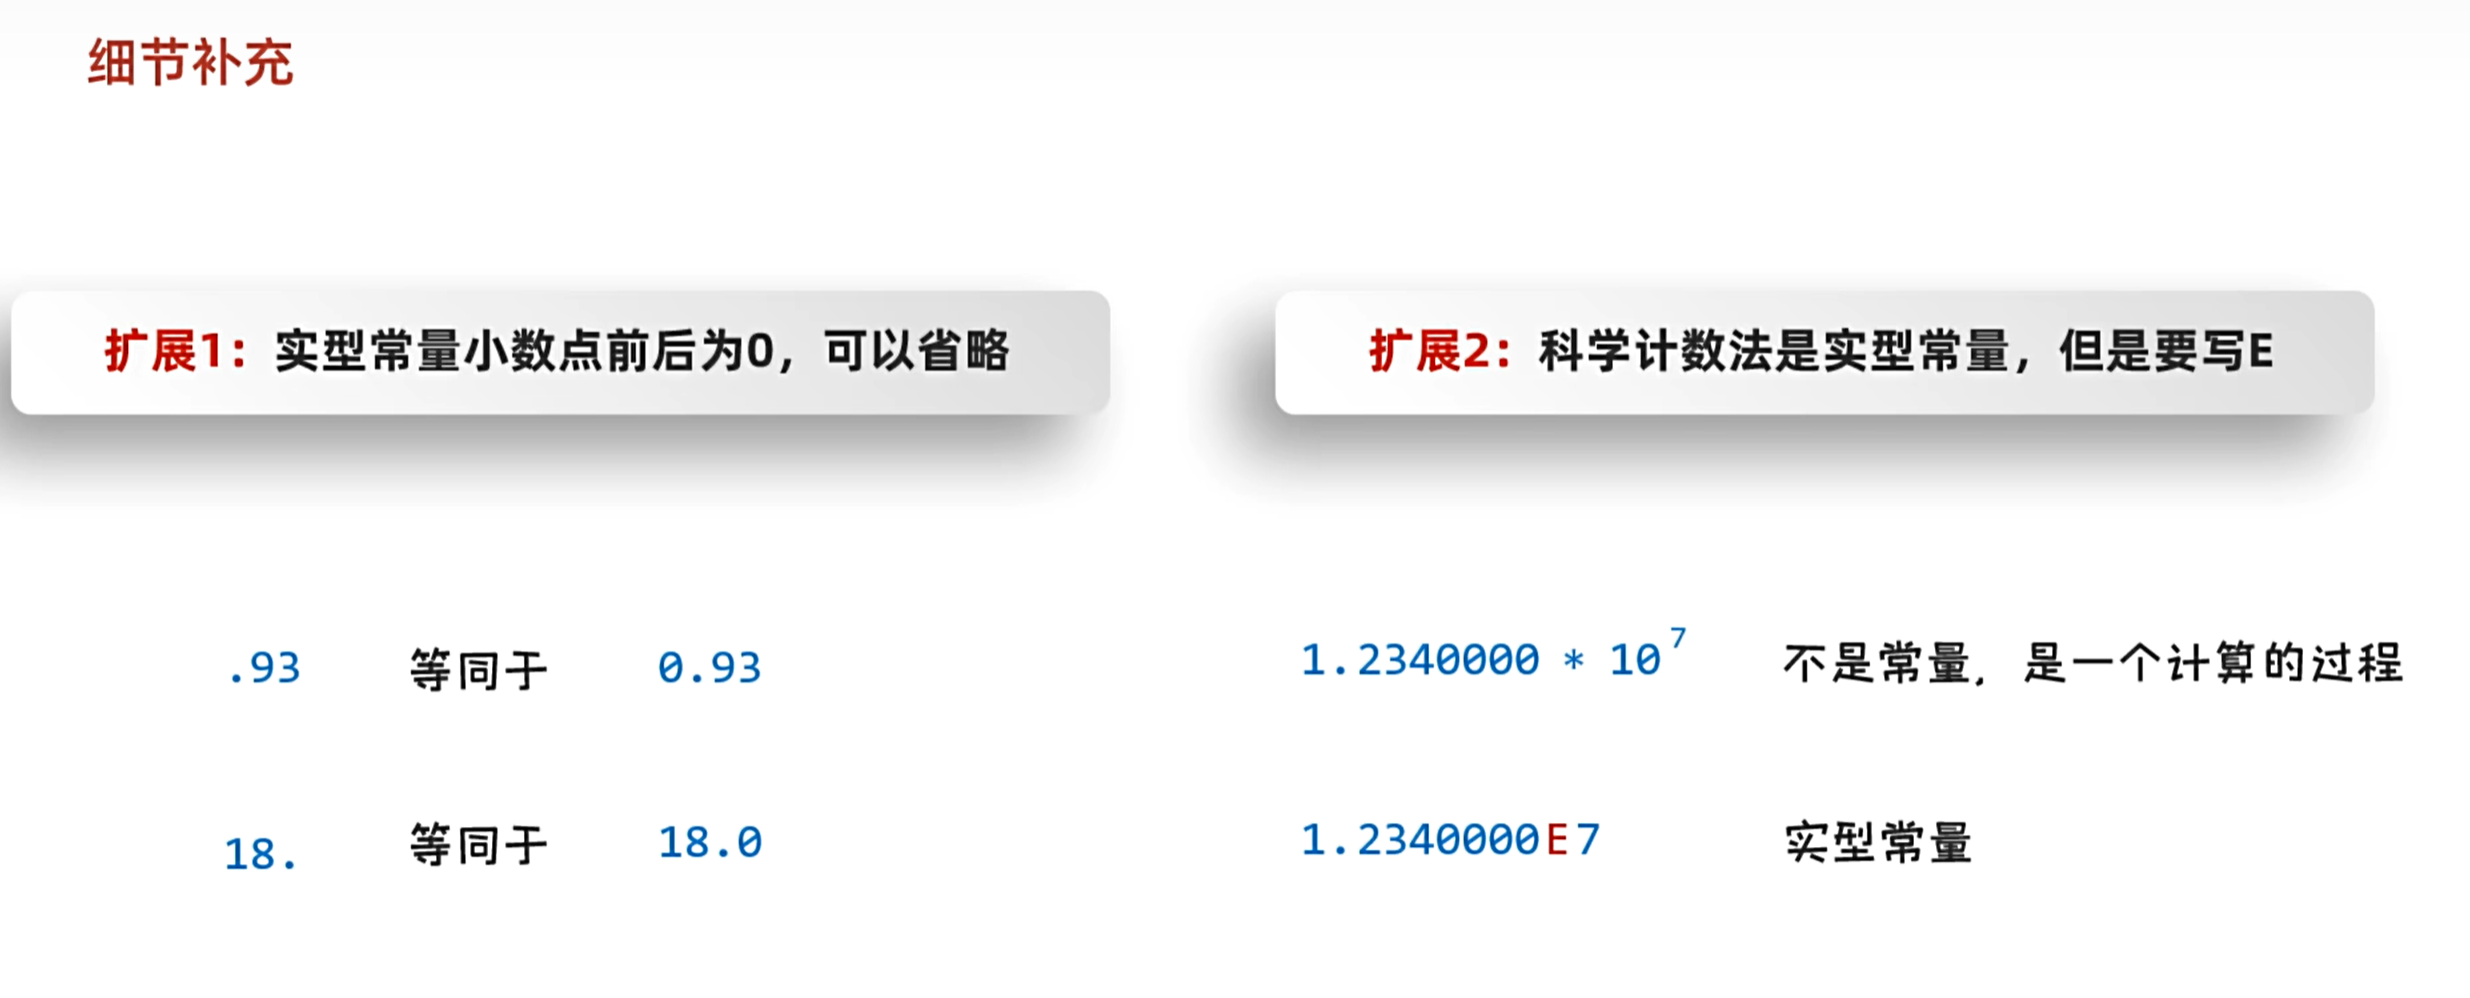 细节补充
扩展1：实型常量小数点前后为0，可以省略
.93 等同于 0.93
18. 等同于 18.0
扩展2：科学计数法是实型常量，但是要写E
1.2340000 * 10⁷ 不是常量，是一个计算的过程
1.2340000E7 实型常量